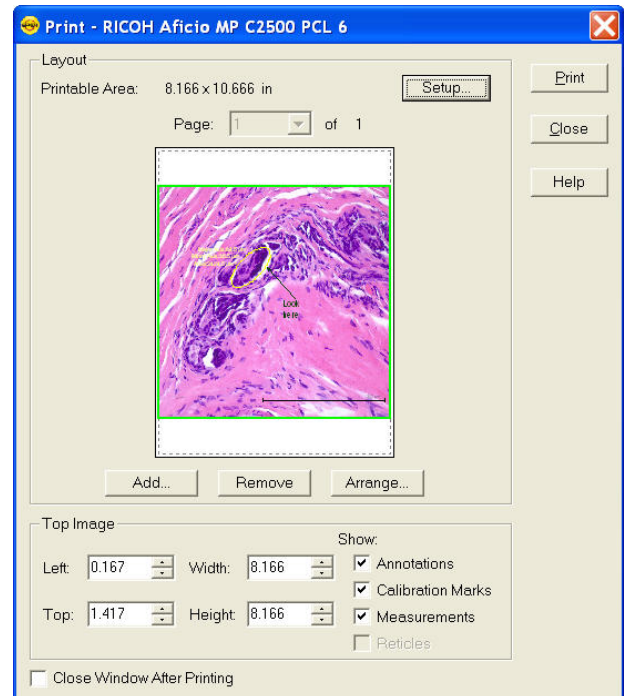 Print - RICOH Aficio MP C2500 PCL 6
Layout
Printable Area: 8.166 x 10.666 in
Setup...
Page: 1 of 1
Look
here
Add...
Remove
Arrange...
Print
Close
Help
Top Image
Show:
Left: 0.167 Width: 8.166
Top: 1.417 Height: 8.166
Annotations
Calibration Marks
Measurements
Reticles
Close Window After Printing